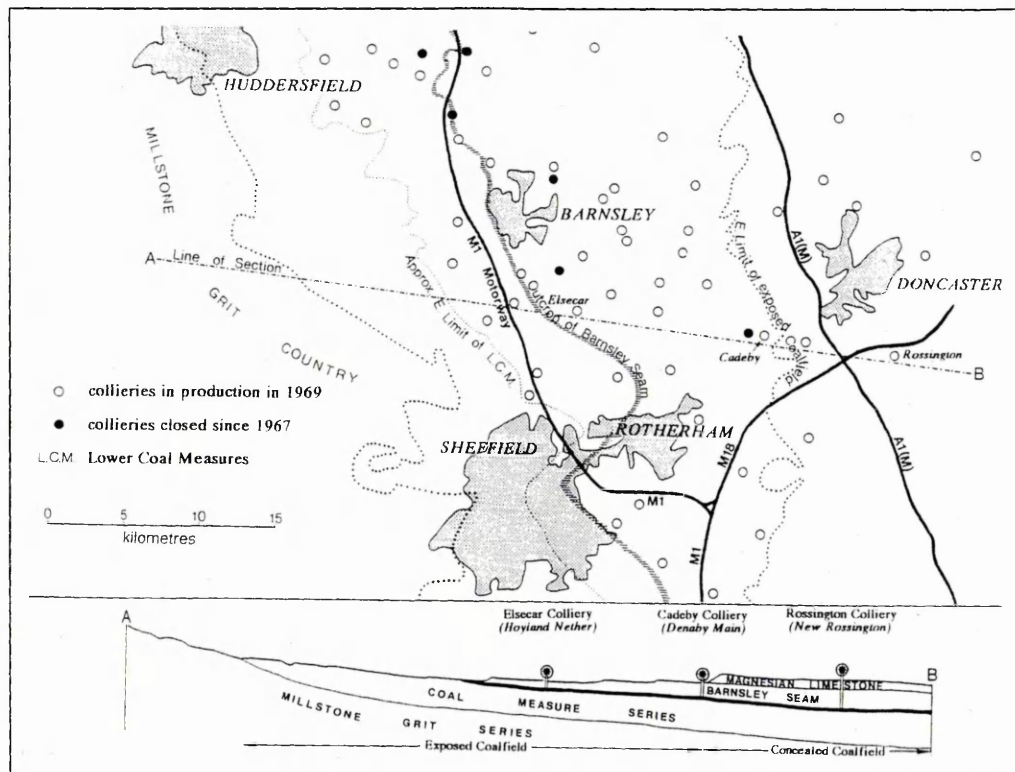 HUDDERSFIELD
MILLSTONE
GRIT
COUNTRY
BARNSLEY
M1
Motorway
A
Line of Section
Approx. E Limit of L.C.M.
Outcrop of Barnsley Seam
Elsecar
E Limit of exposed Coalfield
A1(M)
DONCASTER
Cadeby
Rossington
B
ROTHERHAM
SHEFFIELD
M18
A1(M)
M1
M1
○ collieries in production in 1969
● collieries closed since 1967
L.C.M. Lower Coal Measures
0 5 10 15
kilometres
Elsecar Colliery
(Hoyland Nether)
Cadeby Colliery
(Denaby Main)
Rossington Colliery
(New Rossington)
A
B
MAGNESIAN LIMESTONE
BARNSLEY SEAM
COAL MEASURE SERIES
MILLSTONE GRIT SERIES
Exposed Coalfield
Concealed Coalfield